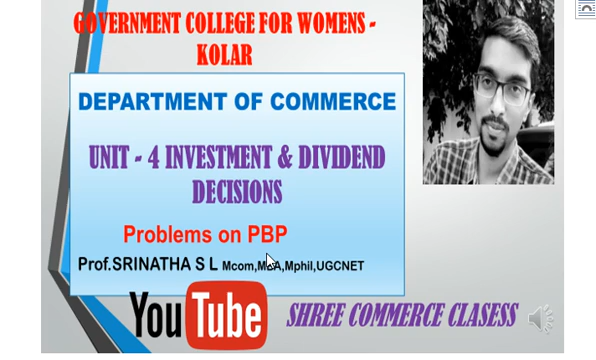 GOVERNMENT COLLEGE FOR WOMENS -
KOLAR
DEPARTMENT OF COMMERCE
UNIT - 4 INVESTMENT & DIVIDEND
DECISIONS
Problems on PBP
Prof.SRINATHA S L Mcom,MBA,Mphil,UGCNET
YouTube
SHREE COMMERCE CLASESS